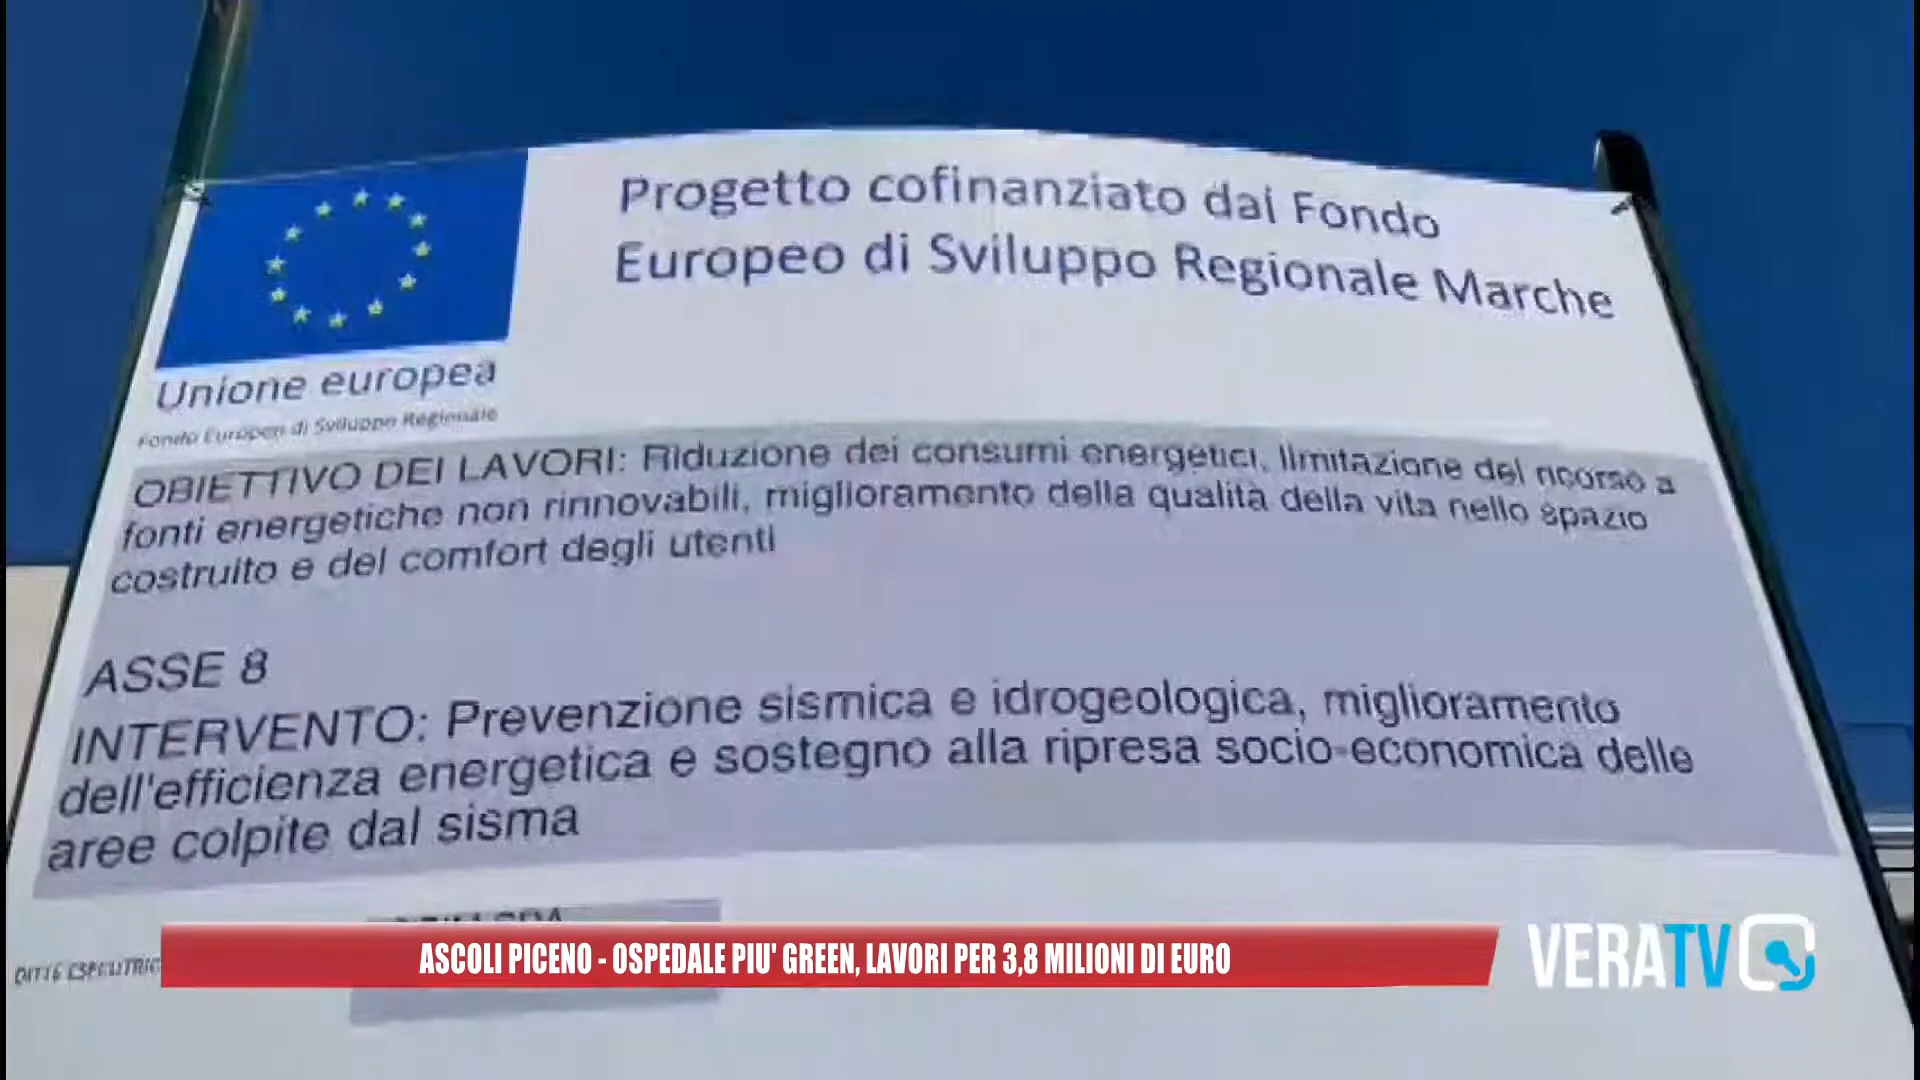 Progetto cofinanziato dal Fondo
Europeo di Sviluppo Regionale Marche
Unione europea
Fondo Europeo di Sviluppo Regionale
OBIETTIVO DEI LAVORI: Riduzione dei consumi energetici, limitazione del ricorso a
fonti energetiche non rinnovabili, miglioramento della qualità della vita nello spazio
costruito e del comfort degli utenti
ASSE 8
INTERVENTO: Prevenzione sismica e idrogeologica, miglioramento
dell'efficienza energetica e sostegno alla ripresa socio-economica delle
aree colpite dal sisma
ASCOLI PICENO - OSPEDALE PIU' GREEN, LAVORI PER 3,8 MILIONI DI EURO
VERATV